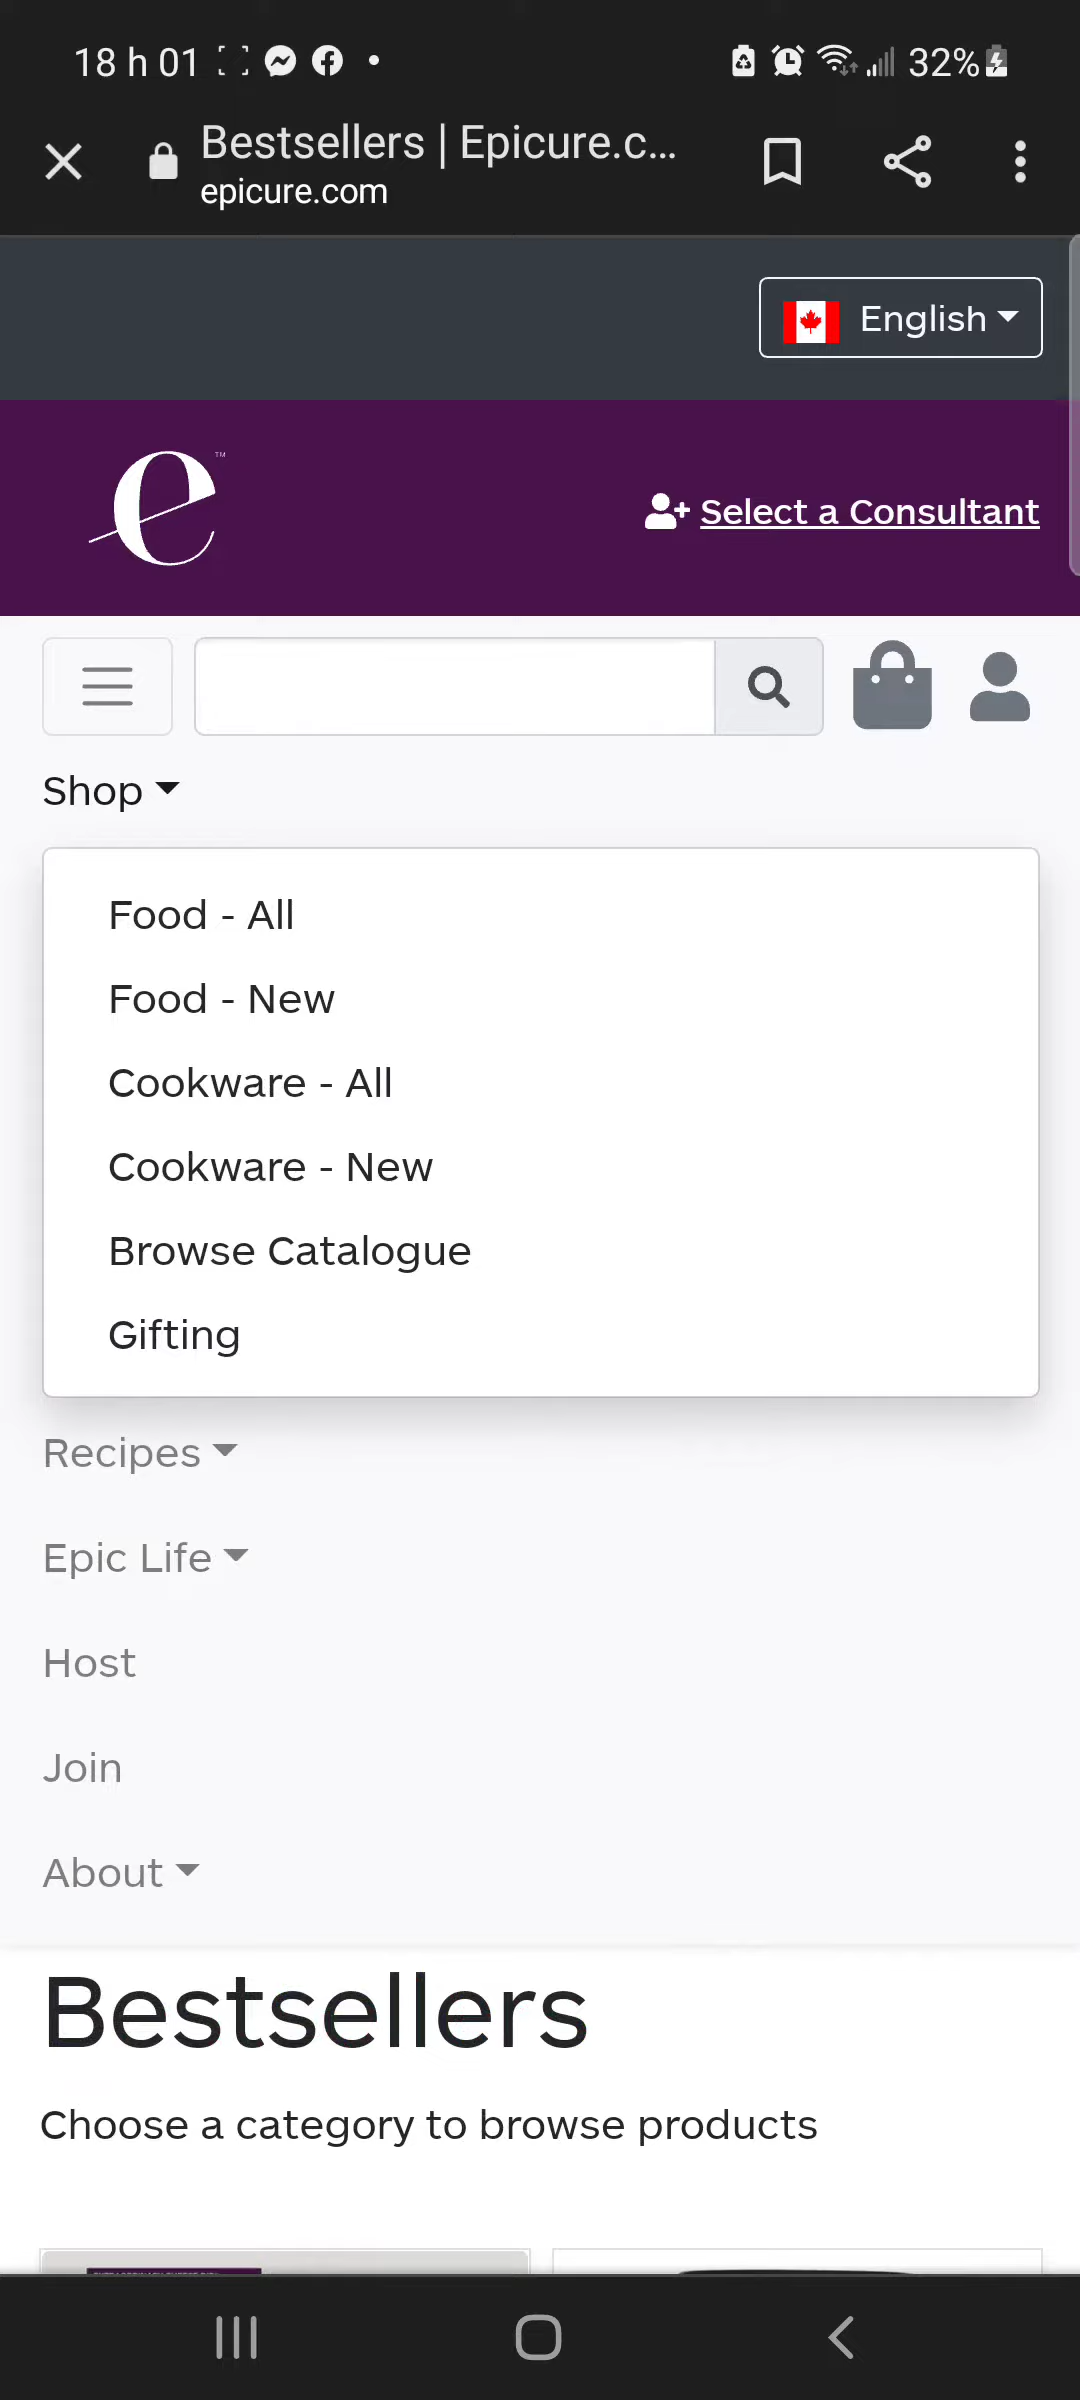 18 h 01
32%
Bestsellers | Epicure.c...
epicure.com
English
e™
Select a Consultant
Shop
Food - All
Food - New
Cookware - All
Cookware - New
Browse Catalogue
Gifting
Recipes
Epic Life
Host
Join
About
Bestsellers
Choose a category to browse products